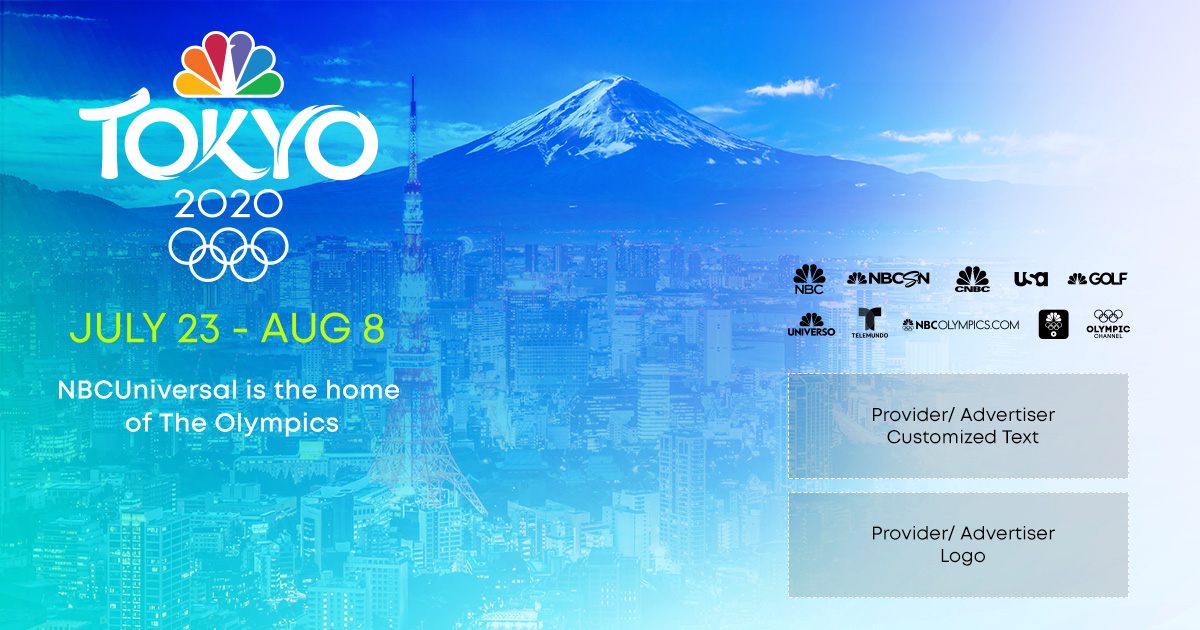 TOKYO
2020
JULY 23 - AUG 8
NBCUniversal is the home
of The Olympics
NBC
NBCSN
CNBC
USA
GOLF
UNIVERSO
TELEMUNDO
NBCOLYMPICS.COM
OLYMPIC
CHANNEL
Provider/ Advertiser
Customized Text
Provider/ Advertiser
Logo